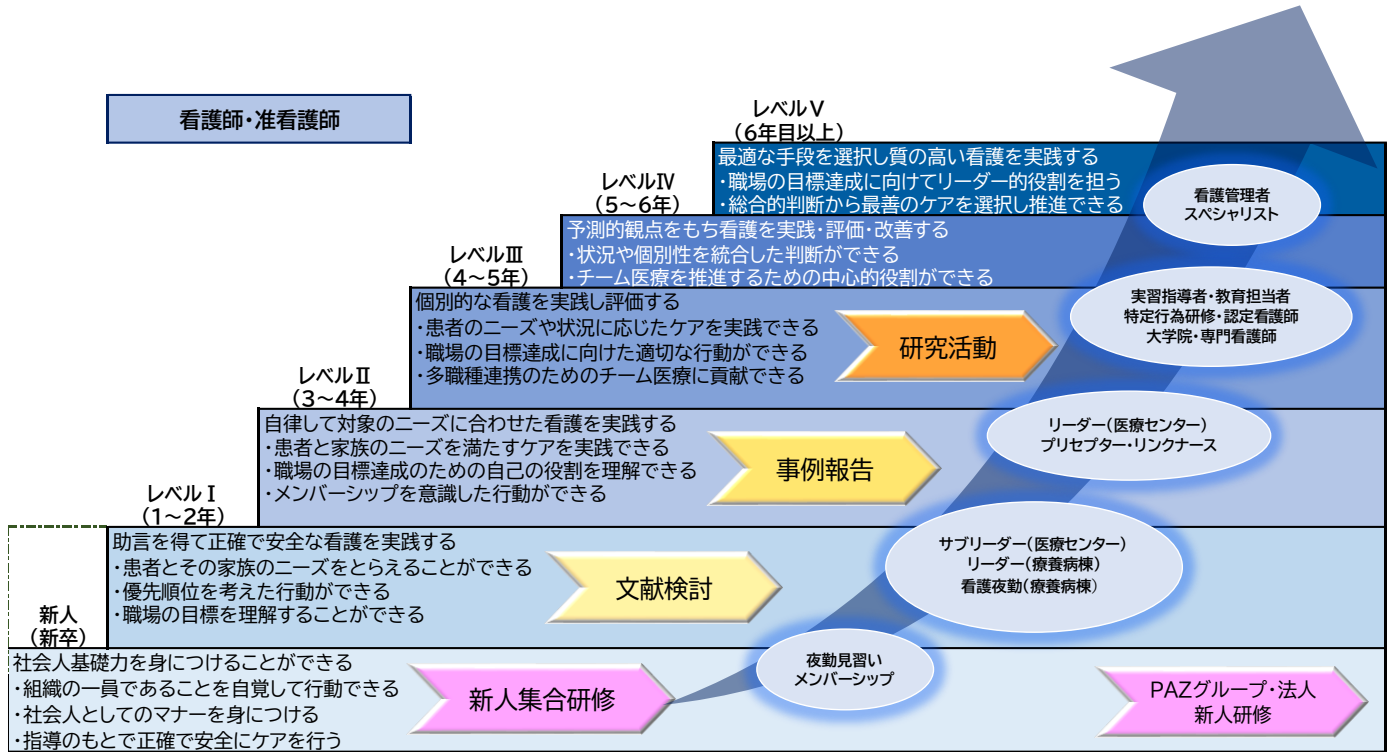 看護師・准看護師
レベルⅤ
（6年目以上）
最適な手段を選択し質の高い看護を実践する
・職場の目標達成に向けてリーダー的役割を担う
・総合的判断から最善のケアを選択し推進できる
看護管理者
スペシャリスト
レベルⅣ
（5～6年）
予測的観点をもち看護を実践・評価・改善する
・状況や個別性を統合した判断ができる
・チーム医療を推進するための中心的役割ができる
実習指導者・教育担当者
特定行為研修・認定看護師
大学院・専門看護師
レベルⅢ
（4～5年）
個別的な看護を実践し評価する
・患者のニーズや状況に応じたケアを実践できる
・職場の目標達成に向けた適切な行動ができる
・多職種連携のためのチーム医療に貢献できる
研究活動
レベルⅡ
（3～4年）
自律して対象のニーズに合わせた看護を実践する
・患者と家族のニーズを満たすケアを実践できる
・職場の目標達成のための自己の役割を理解できる
・メンバーシップを意識した行動ができる
事例報告
リーダー（医療センター）
プリセプター・リンクナース
レベルⅠ
（1～2年）
助言を得て正確で安全な看護を実践する
・患者とその家族のニーズをとらえることができる
・優先順位を考えた行動ができる
・職場の目標を理解することができる
文献検討
サブリーダー（医療センター）
リーダー（療養病棟）
看護夜勤（療養病棟）
新人
（新卒）
社会人基礎力を身につけることができる
・組織の一員であることを自覚して行動できる
・社会人としてのマナーを身につける
・指導のもとで正確で安全にケアを行う
新人集合研修
夜勤見習い
メンバーシップ
PAZグループ・法人
新人研修